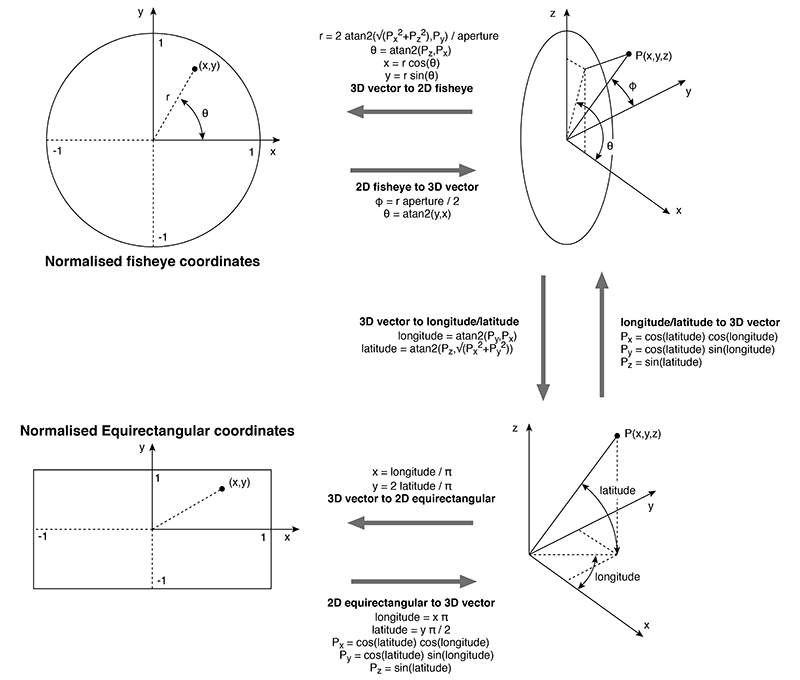 y
1
(x,y)
r
θ
-1
1
x
-1
Normalised fisheye coordinates
r = 2 atan2(√(Px²+Pz²),Py) / aperture
θ = atan2(Pz,Px)
x = r cos(θ)
y = r sin(θ)
3D vector to 2D fisheye
2D fisheye to 3D vector
ϕ = r aperture / 2
θ = atan2(y,x)
z
P(x,y,z)
ϕ
y
θ
x
3D vector to longitude/latitude
longitude = atan2(Py,Px)
latitude = atan2(Pz,√(Px²+Py²))
longitude/latitude to 3D vector
Px = cos(latitude) cos(longitude)
Py = cos(latitude) sin(longitude)
Pz = sin(latitude)
Normalised Equirectangular coordinates
y
1
(x,y)
-1
1
x
-1
x = longitude / π
y = 2 latitude / π
3D vector to 2D equirectangular
2D equirectangular to 3D vector
longitude = x π
latitude = y π / 2
Px = cos(latitude) cos(longitude)
Py = cos(latitude) sin(longitude)
Pz = sin(latitude)
z
P(x,y,z)
latitude
y
longitude
x